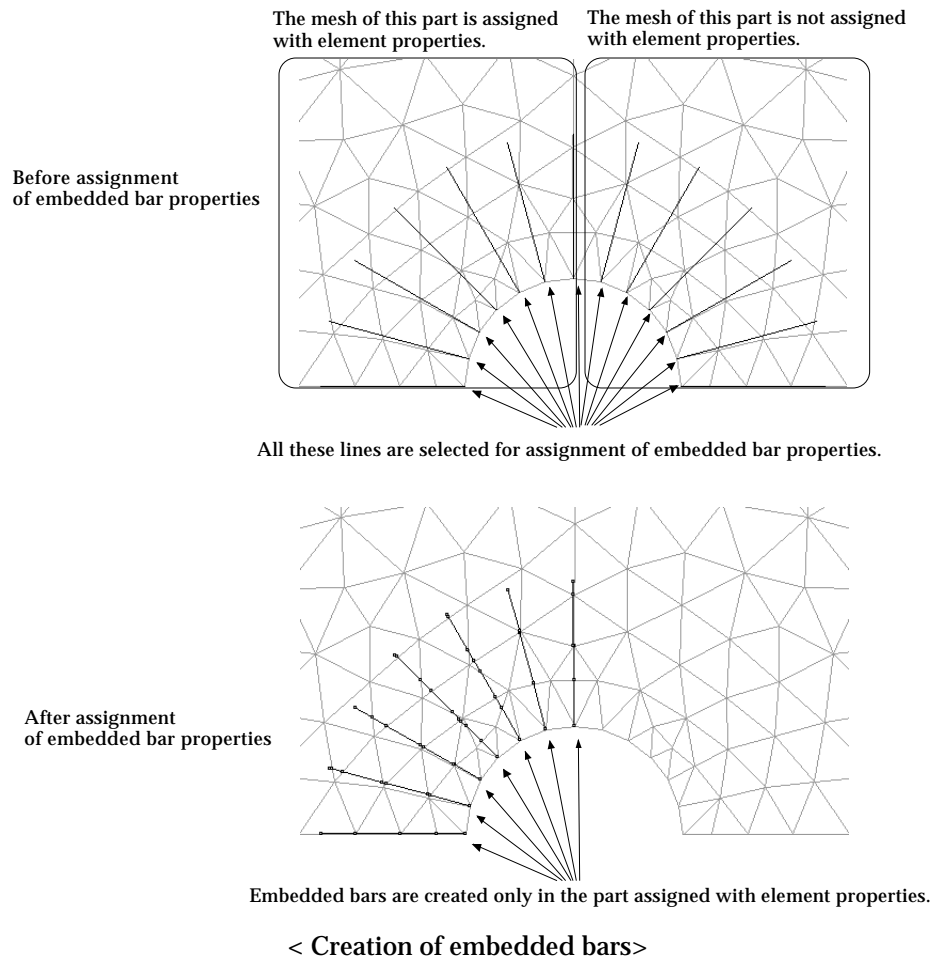 The mesh of this part is assigned
with element properties.
The mesh of this part is not assigned
with element properties.
Before assignment
of embedded bar properties
All these lines are selected for assignment of embedded bar properties.
After assignment
of embedded bar properties
Embedded bars are created only in the part assigned with element properties.
< Creation of embedded bars>